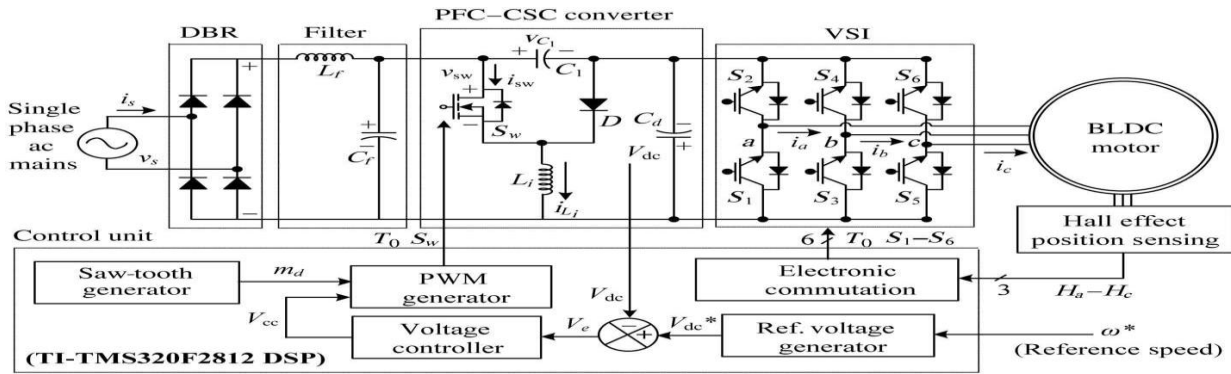 PFC–CSC converter
DBR
Filter
VSI
Single
phase ac
mains
i_s
v_s
+
−
L_f
+
−
C_f
v_sw
+
−
i_sw
S_w
v_C1
+ −
C_1
D
L_i
i_Li
C_d
−
+
V_dc
S_2
S_4
S_6
a
i_a
b
i_b
c
i_c
S_1
S_3
S_5
BLDC
motor
Hall effect
position sensing
Control unit
T_0 S_w
6
T_0 S_1–S_6
Saw-tooth
generator
m_d
PWM
generator
V_cc
Voltage
controller
V_e
V_dc
− +
V_dc*
Ref. voltage
generator
Electronic
commutation
3
H_a–H_c
ω*
(Reference speed)
(TI-TMS320F2812 DSP)